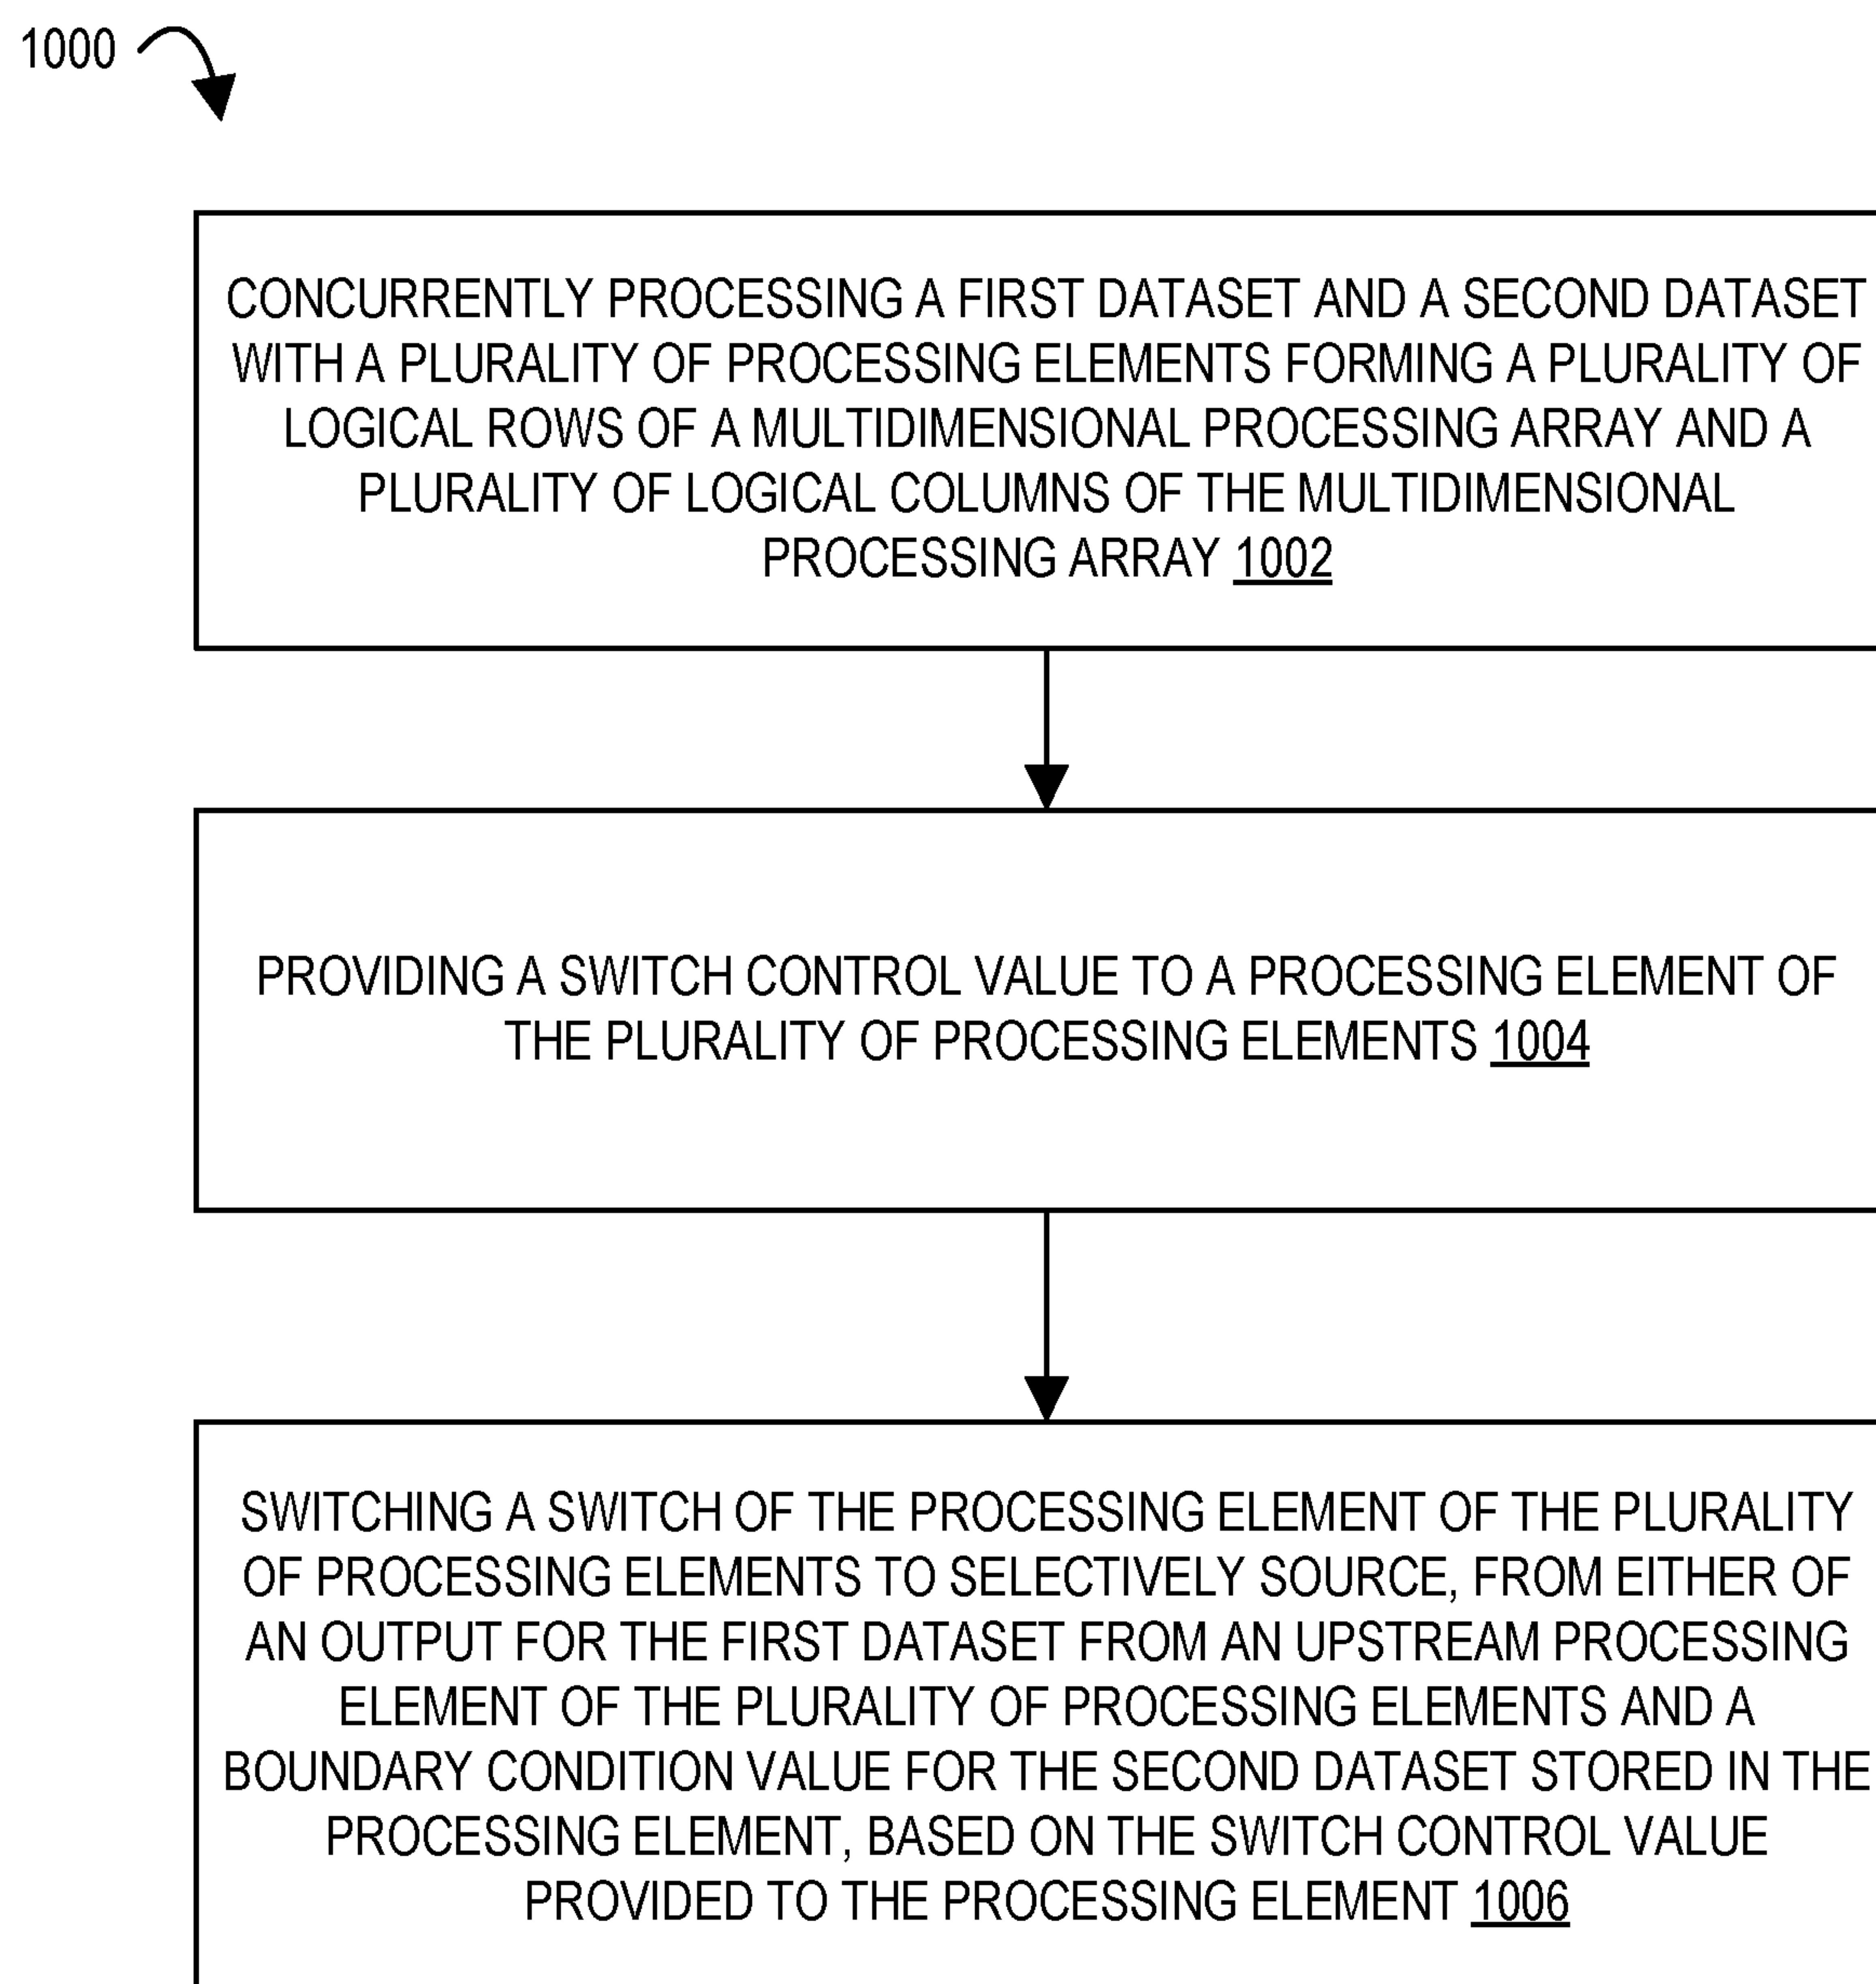 1000
CONCURRENTLY PROCESSING A FIRST DATASET AND A SECOND DATASET
WITH A PLURALITY OF PROCESSING ELEMENTS FORMING A PLURALITY OF
LOGICAL ROWS OF A MULTIDIMENSIONAL PROCESSING ARRAY AND A
PLURALITY OF LOGICAL COLUMNS OF THE MULTIDIMENSIONAL
PROCESSING ARRAY 1002
PROVIDING A SWITCH CONTROL VALUE TO A PROCESSING ELEMENT OF
THE PLURALITY OF PROCESSING ELEMENTS 1004
SWITCHING A SWITCH OF THE PROCESSING ELEMENT OF THE PLURALITY
OF PROCESSING ELEMENTS TO SELECTIVELY SOURCE, FROM EITHER OF
AN OUTPUT FOR THE FIRST DATASET FROM AN UPSTREAM PROCESSING
ELEMENT OF THE PLURALITY OF PROCESSING ELEMENTS AND A
BOUNDARY CONDITION VALUE FOR THE SECOND DATASET STORED IN THE
PROCESSING ELEMENT, BASED ON THE SWITCH CONTROL VALUE
PROVIDED TO THE PROCESSING ELEMENT 1006